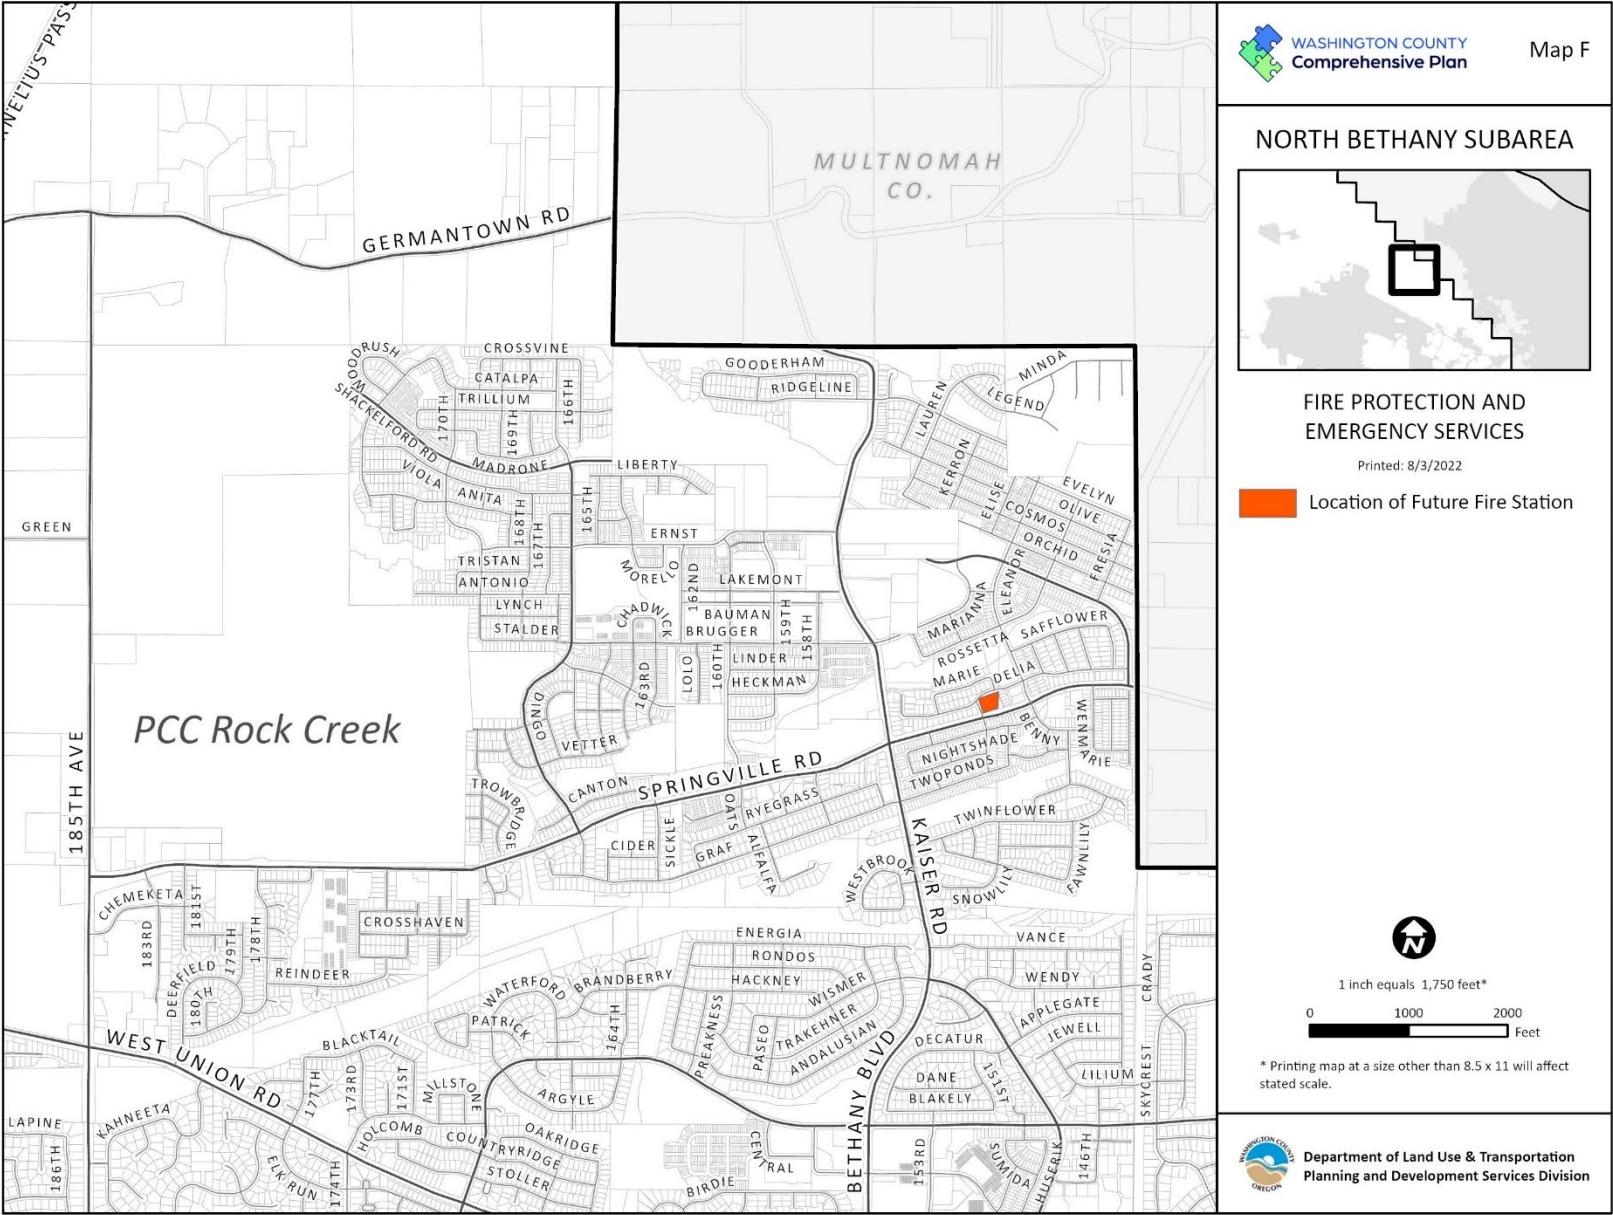 NELIUS PASS
MULTNOMAH
CO.
GERMANTOWN RD
WOODRUSH
CROSSVINE
CATALPA
TRILLIUM
SHACKELFORD RD
170TH
169TH
166TH
GOODERHAM
RIDGELINE
LAUREN
LEGEND
MINDA
VIOLA
MADRONE
LIBERTY
ANITA
KERRON
ELISE
EVELYN
OLIVE
COSMOS
ORCHID
FRESIA
GREEN
168TH
167TH
165TH
ERNST
TRISTAN
MORELLO
162ND
LAKEMONT
ANTONIO
LYNCH
STALDER
CHADWICK
BAUMAN
BRUGGER
159TH
158TH
MARIANNA
ELEANOR
SAFFLOWER
ROSSETTA
LINDER
HECKMAN
163RD
LOLO
160TH
MARIE
DELIA
DINGO
VETTER
PCC Rock Creek
185TH AVE
BENNY
WENMARIE
NIGHTSHADE
TWOPONDS
SPRINGVILLE RD
TROWBRIDGE
CANTON
OATS
RYEGRASS
TWINFLOWER
CIDER
SICKLE
GRAF
ALFALFA
KAISER RD
WESTBROOK
SNOWLILY
FAWNLILY
CHEMEKETA
181ST
183RD
179TH
178TH
CROSSHAVEN
ENERGIA
RONDOS
HACKNEY
VANCE
WENDY
CRADY
DEERFIELD
180TH
REINDEER
WATERFORD
BRANDBERRY
PATRICK
164TH
WISMER
TRAKEHNER
ANDALUSIAN
PREAKNESS
PASEO
APPLEGATE
JEWELL
DECATUR
WEST UNION RD
BLACKTAIL
177TH
173RD
171ST
MILLSTONE
ARGYLE
BETHANY BLVD
DANE
BLAKELY
151ST
LILIUM
SKYCREST
LAPINE
KAHNEETA
186TH
HOLCOMB
COUNTRYRIDGE
OAKRIDGE
STOLLER
ELK RUN
174TH
CENTRAL
BIRDIE
153RD
SUMIDA
HUSERIK
146TH
WASHINGTON COUNTY
Comprehensive Plan
Map F
NORTH BETHANY SUBAREA
FIRE PROTECTION AND
EMERGENCY SERVICES
Printed: 8/3/2022
Location of Future Fire Station
N
1 inch equals 1,750 feet*
0 1000 2000
Feet
* Printing map at a size other than 8.5 x 11 will affect
stated scale.
WASHINGTON COUNTY
OREGON
Department of Land Use & Transportation
Planning and Development Services Division